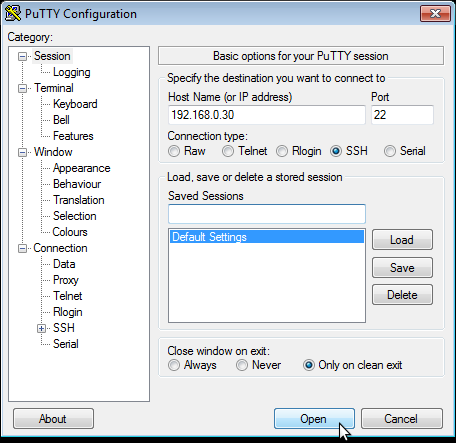 PuTTY Configuration
Category:
Session
Logging
Terminal
Keyboard
Bell
Features
Window
Appearance
Behaviour
Translation
Selection
Colours
Connection
Data
Proxy
Telnet
Rlogin
SSH
Serial
Basic options for your PuTTY session
Specify the destination you want to connect to
Host Name (or IP address) Port
192.168.0.30 22
Connection type:
Raw Telnet Rlogin SSH Serial
Load, save or delete a stored session
Saved Sessions
Default Settings
Load
Save
Delete
Close window on exit:
Always Never Only on clean exit
About Open Cancel